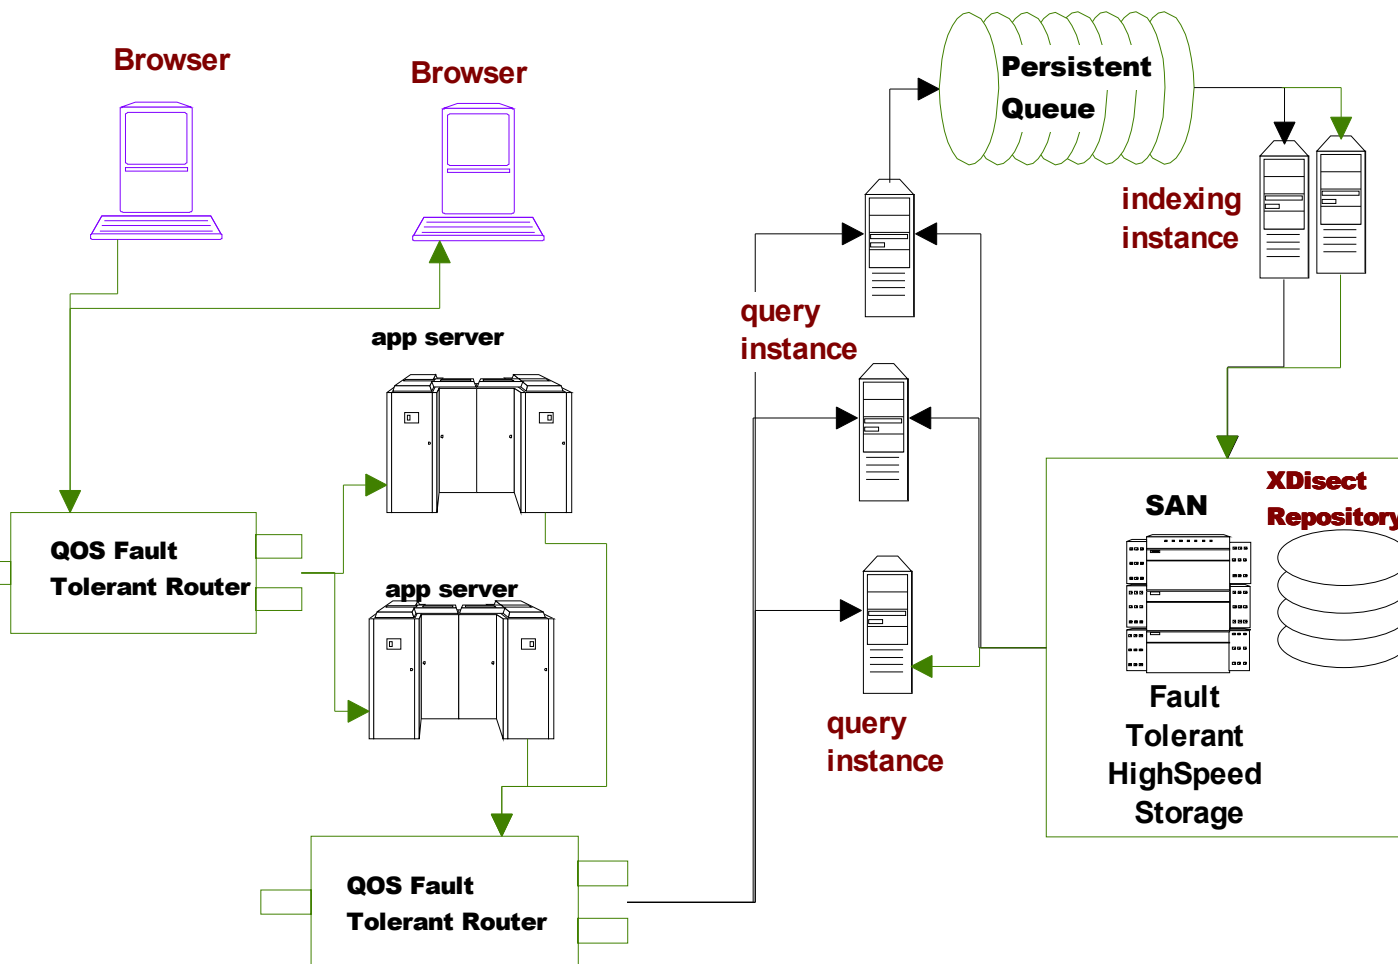 Browser
Browser
Persistent
Queue
indexing
instance
query
instance
app server
XDisect
Repository
SAN
QOS Fault
Tolerant Router
app server
Fault
Tolerant
HighSpeed
Storage
query
instance
QOS Fault
Tolerant Router